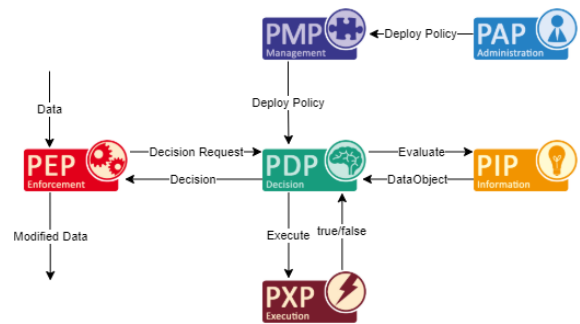 PMP
Management
Deploy Policy
PAP
Administration
Data
Deploy Policy
PEP
Enforcement
Decision Request
Decision
PDP
Decision
Evaluate
DataObject
PIP
Information
Modified Data
Execute
true/false
PXP
Execution